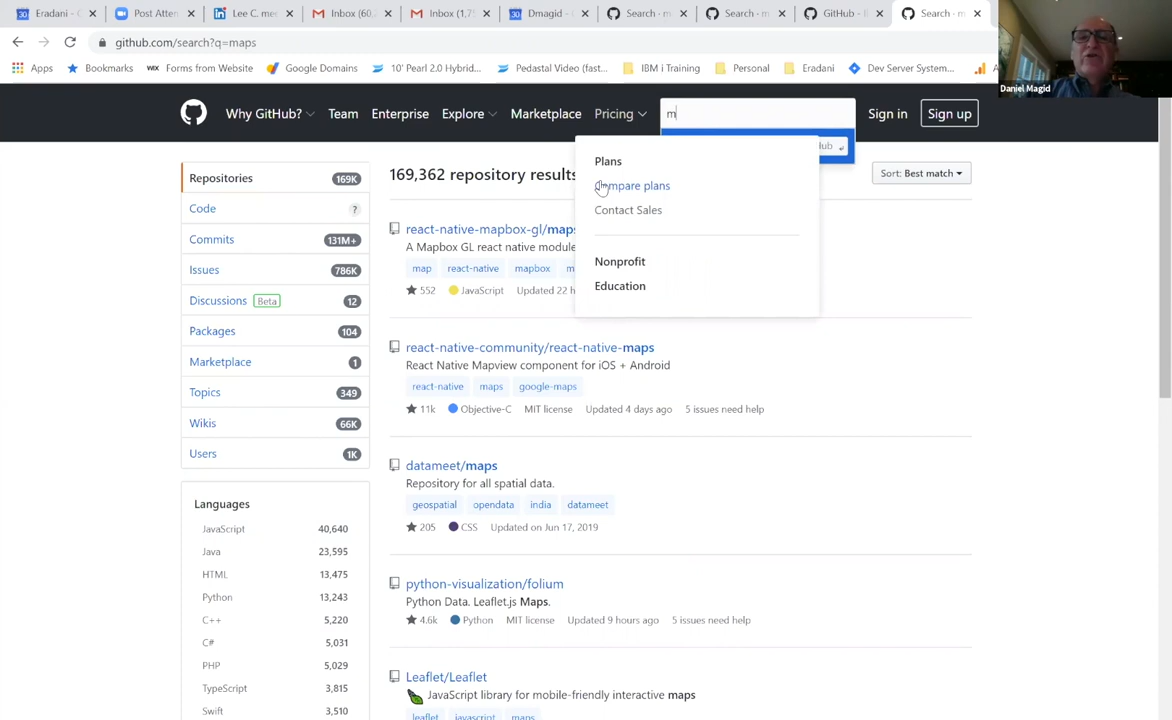 Eradani - C
Post Atten
Lee C. mee
Inbox (60,
Inbox (1,75
Dmagid - C
Search · m
Search · m
GitHub - E
Search · m
github.com/search?q=maps
Apps
Bookmarks
Forms from Website
Google Domains
10' Pearl 2.0 Hybrid...
Pedastal Video (fast...
IBM i Training
Personal
Eradani
Dev Server System...
Daniel Magid
Why GitHub?
Team
Enterprise
Explore
Marketplace
Pricing
m
Sign in
Sign up
Plans
Compare plans
Contact Sales
Nonprofit
Education
Repositories 169K
Code ?
Commits 131M+
Issues 786K
Discussions Beta 12
Packages 104
Marketplace 1
Topics 349
Wikis 66K
Users 1K
Languages
JavaScript 40,640
Java 23,595
HTML 13,475
Python 13,243
C++ 5,220
C# 5,031
PHP 5,029
TypeScript 3,815
Swift 3,510
169,362 repository results
Sort: Best match
react-native-mapbox-gl/maps
A Mapbox GL react native module
map react-native mapbox m
552 JavaScript Updated 22 h
react-native-community/react-native-maps
React Native Mapview component for iOS + Android
react-native maps google-maps
11k Objective-C MIT license Updated 4 days ago 5 issues need help
datameet/maps
Repository for all spatial data.
geospatial opendata india datameet
205 CSS Updated on Jun 17, 2019
python-visualization/folium
Python Data. Leaflet.js Maps.
4.6k Python MIT license Updated 9 hours ago 5 issues need help
Leaflet/Leaflet
JavaScript library for mobile-friendly interactive maps
leaflet javascript maps